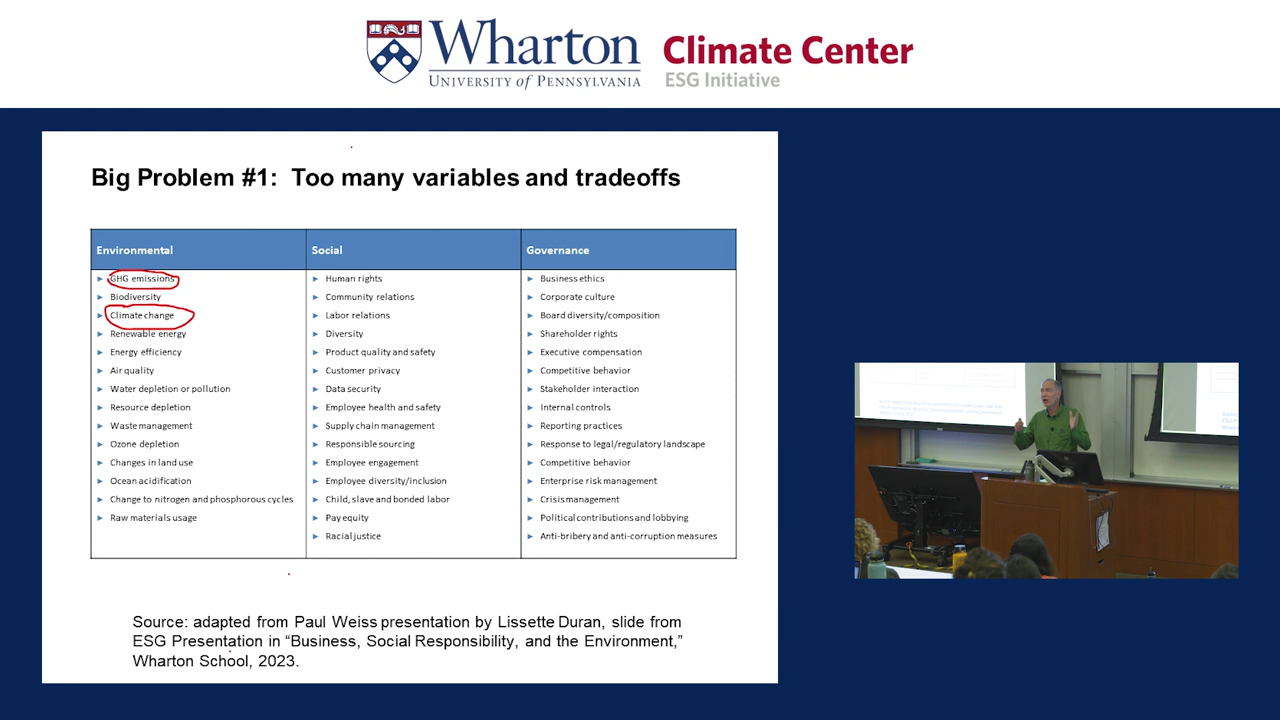 Wharton
UNIVERSITY of PENNSYLVANIA
Climate Center
ESG Initiative
Big Problem #1: Too many variables and tradeoffs
Environmental
GHG emissions
Biodiversity
Climate change
Renewable energy
Energy efficiency
Air quality
Water depletion or pollution
Resource depletion
Waste management
Ozone depletion
Changes in land use
Ocean acidification
Change to nitrogen and phosphorous cycles
Raw materials usage
Social
Human rights
Community relations
Labor relations
Diversity
Product quality and safety
Customer privacy
Data security
Employee health and safety
Supply chain management
Responsible sourcing
Employee engagement
Employee diversity/inclusion
Child, slave and bonded labor
Pay equity
Racial justice
Governance
Business ethics
Corporate culture
Board diversity/composition
Shareholder rights
Executive compensation
Competitive behavior
Stakeholder interaction
Internal controls
Reporting practices
Response to legal/regulatory landscape
Competitive behavior
Enterprise risk management
Crisis management
Political contributions and lobbying
Anti-bribery and anti-corruption measures
Source: adapted from Paul Weiss presentation by Lissette Duran, slide from
ESG Presentation in “Business, Social Responsibility, and the Environment,”
Wharton School, 2023.